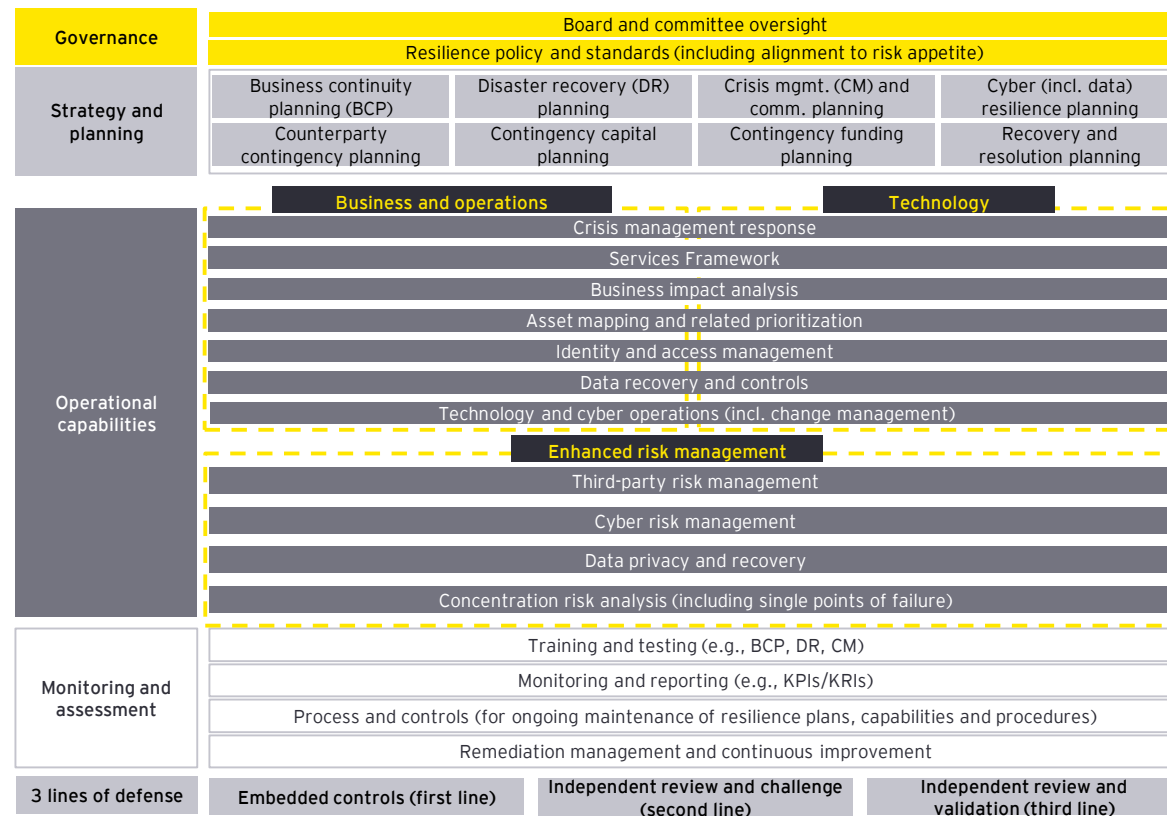 Governance
Board and committee oversight
Resilience policy and standards (including alignment to risk appetite)
Strategy and
planning
Business continuity
planning (BCP)
Disaster recovery (DR)
planning
Crisis mgmt. (CM) and
comm. planning
Cyber (incl. data)
resilience planning
Counterparty
contingency planning
Contingency capital
planning
Contingency funding
planning
Recovery and
resolution planning
Operational
capabilities
Business and operations
Technology
Crisis management response
Services Framework
Business impact analysis
Asset mapping and related prioritization
Identity and access management
Data recovery and controls
Technology and cyber operations (incl. change management)
Enhanced risk management
Third-party risk management
Cyber risk management
Data privacy and recovery
Concentration risk analysis (including single points of failure)
Monitoring and
assessment
Training and testing (e.g., BCP, DR, CM)
Monitoring and reporting (e.g., KPIs/KRIs)
Process and controls (for ongoing maintenance of resilience plans, capabilities and procedures)
Remediation management and continuous improvement
3 lines of defense
Embedded controls (first line)
Independent review and challenge
(second line)
Independent review and
validation (third line)